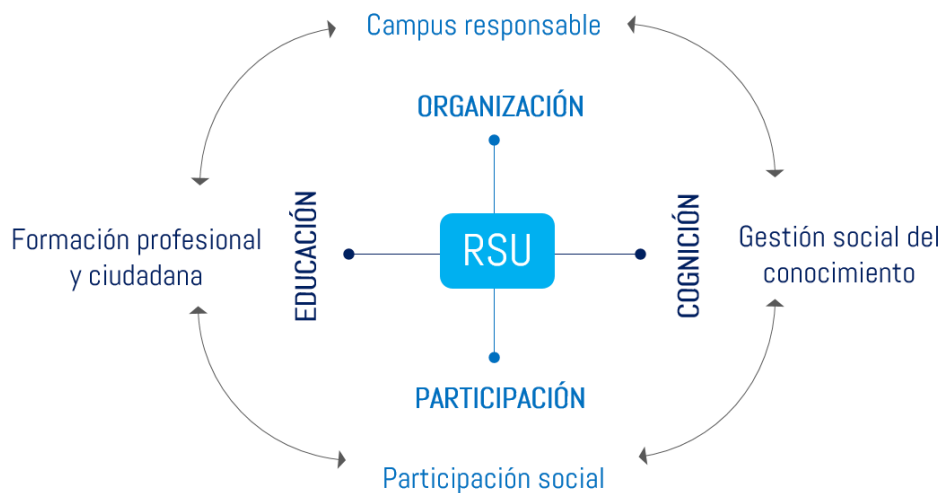 Campus responsable
ORGANIZACIÓN
Formación profesional
y ciudadana
EDUCACIÓN
RSU
COGNICIÓN
Gestión social del
conocimiento
PARTICIPACIÓN
Participación social